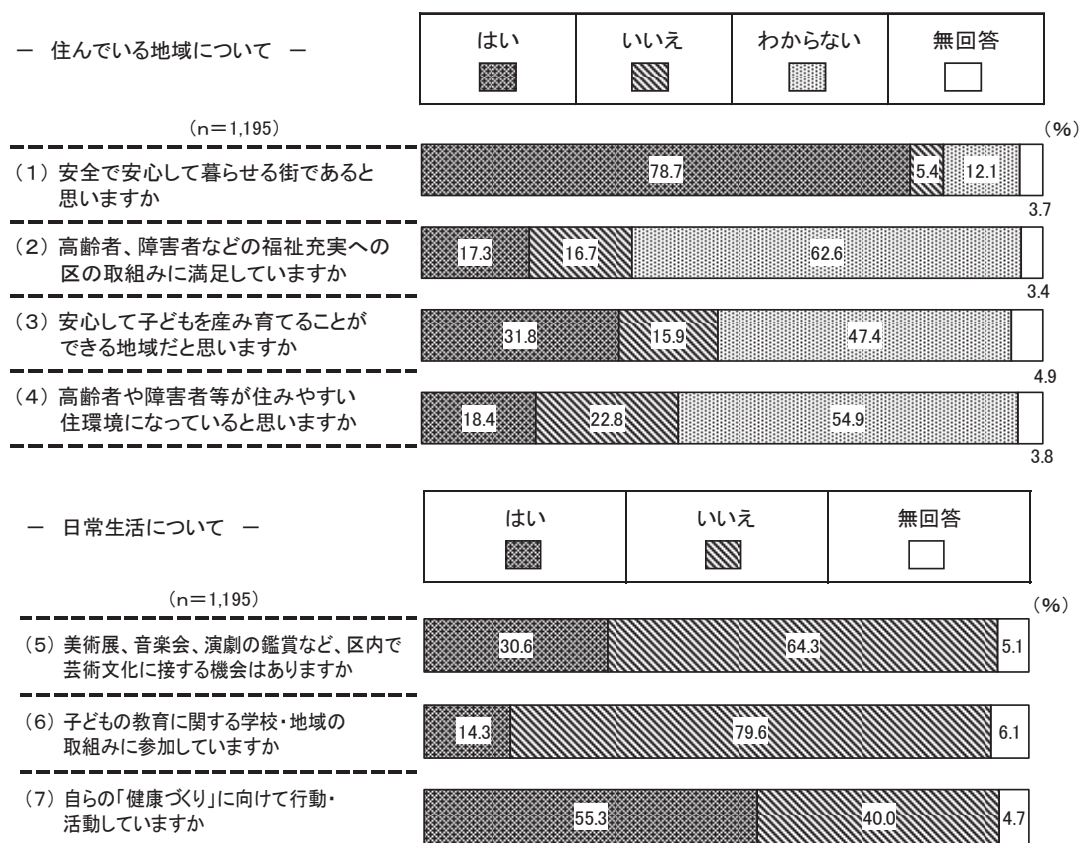 － 住んでいる地域について －
はい いいえ わからない 無回答
（ｎ＝1,195）
（％）
（１）安全で安心して暮らせる街であると
思いますか
78.7 5.4 12.1
3.7
（２）高齢者、障害者などの福祉充実への
区の取組みに満足していますか
17.3 16.7 62.6
3.4
（３）安心して子どもを産み育てることが
できる地域だと思いますか
31.8 15.9 47.4
4.9
（４）高齢者や障害者等が住みやすい
住環境になっていると思いますか
18.4 22.8 54.9
3.8
－ 日常生活について －
はい いいえ 無回答
（ｎ＝1,195）
（％）
（５）美術展、音楽会、演劇の鑑賞など、区内で
芸術文化に接する機会はありますか
30.6 64.3 5.1
（６）子どもの教育に関する学校・地域の
取組みに参加していますか
14.3 79.6 6.1
（７）自らの「健康づくり」に向けて行動・
活動していますか
55.3 40.0 4.7